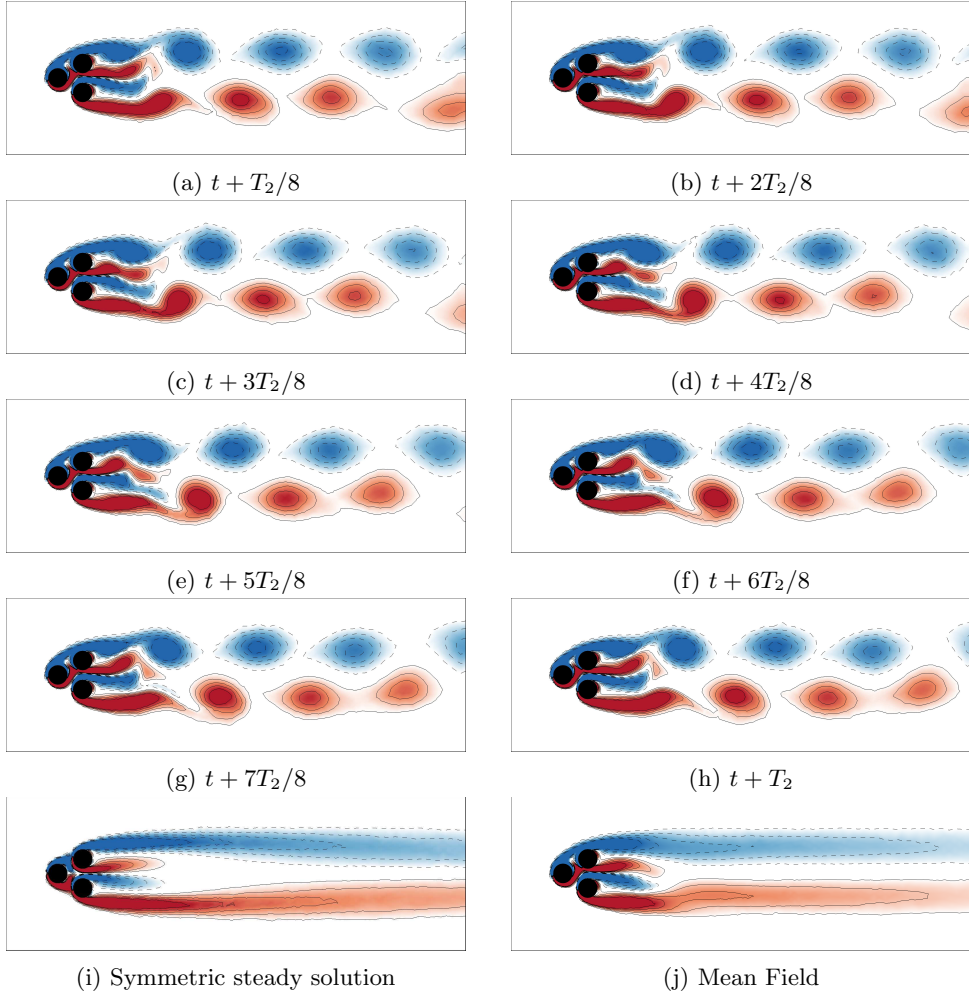 (a) t + T₂/8
(b) t + 2T₂/8
(c) t + 3T₂/8
(d) t + 4T₂/8
(e) t + 5T₂/8
(f) t + 6T₂/8
(g) t + 7T₂/8
(h) t + T₂
(i) Symmetric steady solution
(j) Mean Field